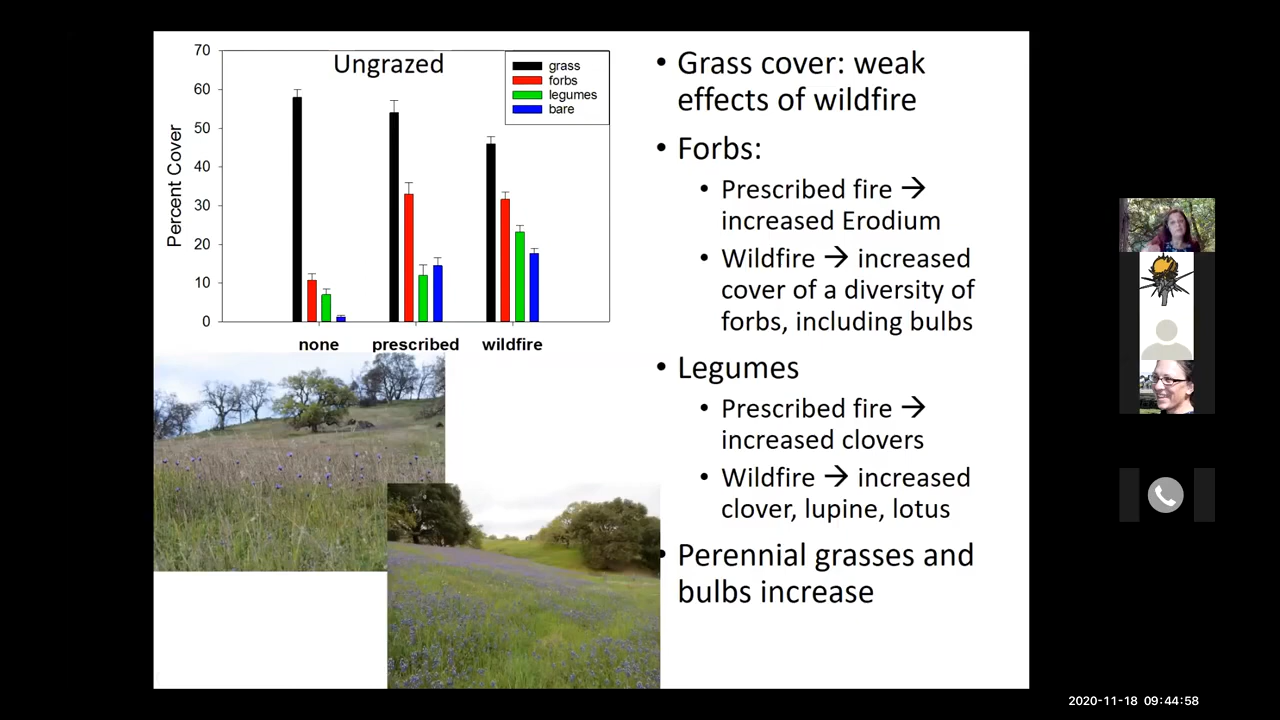 70
60
50
40
30
20
10
0
Percent Cover
Ungrazed
grass
forbs
legumes
bare
none
prescribed
wildfire
• Grass cover: weak
effects of wildfire
• Forbs:
• Prescribed fire →
increased Erodium
• Wildfire → increased
cover of a diversity of
forbs, including bulbs
• Legumes
• Prescribed fire →
increased clovers
• Wildfire → increased
clover, lupine, lotus
• Perennial grasses and
bulbs increase
2020-11-18 09:44:58